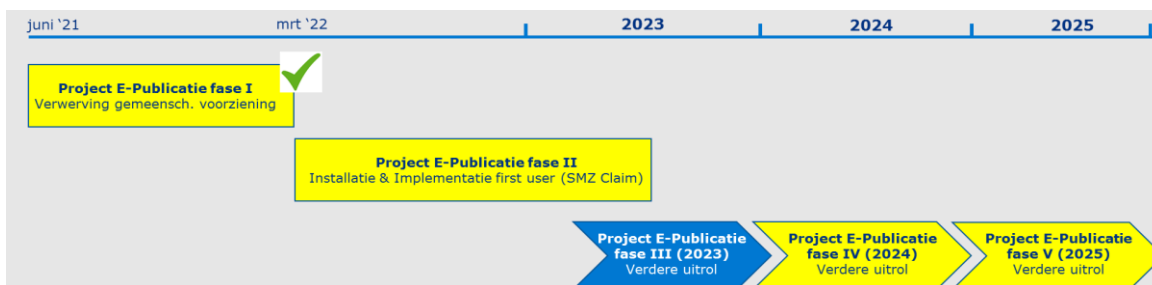 juni ‘21
mrt ‘22
2023
2024
2025
Project E-Publicatie fase I
Verwerving gemeensch. voorziening
Project E-Publicatie fase II
Installatie & Implementatie first user (SMZ Claim)
Project E-Publicatie
fase III (2023)
Verdere uitrol
Project E-Publicatie
fase IV (2024)
Verdere uitrol
Project E-Publicatie
fase V (2025)
Verdere uitrol